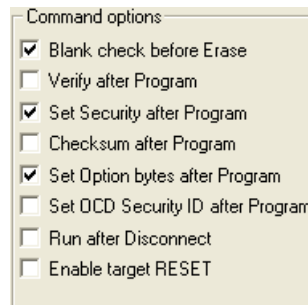 Command options
Blank check before Erase
Verify after Program
Set Security after Program
Checksum after Program
Set Option bytes after Program
Set OCD Security ID after Program
Run after Disconnect
Enable target RESET